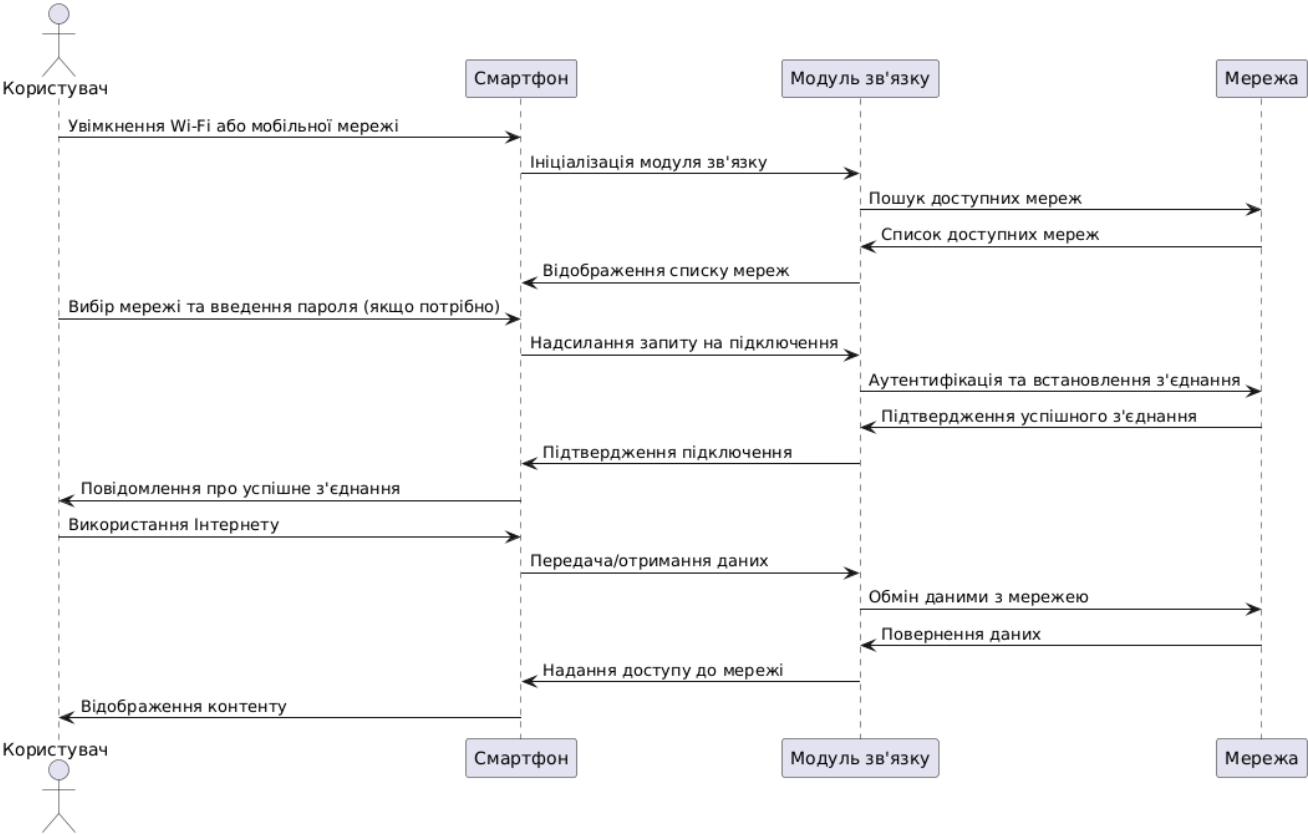 Користувач
Смартфон
Модуль зв'язку
Мережа
Увімкнення Wi-Fi або мобільної мережі
Ініціалізація модуля зв'язку
Пошук доступних мереж
Список доступних мереж
Відображення списку мереж
Вибір мережі та введення пароля (якщо потрібно)
Надсилання запиту на підключення
Аутентифікація та встановлення з'єднання
Підтвердження успішного з'єднання
Підтвердження підключення
Повідомлення про успішне з'єднання
Використання Інтернету
Передача/отримання даних
Обмін даними з мережею
Повернення даних
Надання доступу до мережі
Відображення контенту
Користувач
Смартфон
Модуль зв'язку
Мережа